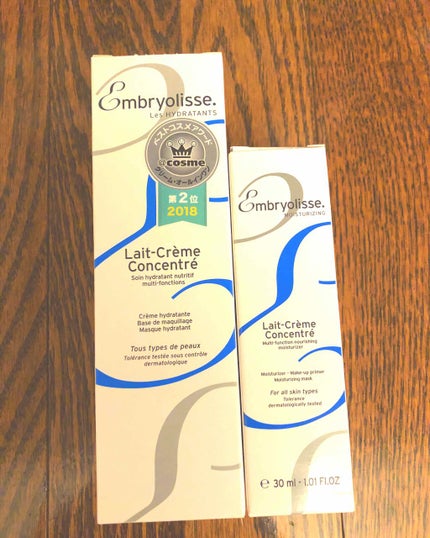 Embryolisse.
Les HYDRATANTS
ベストコスメアワード
@cosme
クリーム・オールインワン
第2位
2018
Lait-Crème
Concentré
Soin hydratant nutritif
multi-fonctions
Crème hydratante
Base de maquillage
Masque hydratant
Tous types de peaux
Tolérance testée sous contrôle
dermatologique
Embryolisse.
MOISTURIZING
Lait-Crème
Concentré
Multi-function nourishing
moisturizer
Moisturizer - Make-up primer
Moisturizing mask
For all skin types
Tolerance
dermatologically tested
℮ 30 ml - 1.01 Fl.OZ